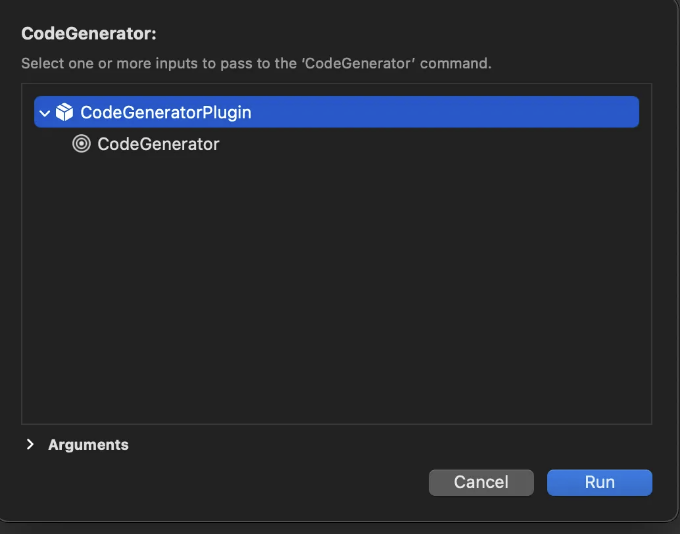 CodeGenerator:
Select one or more inputs to pass to the ‘CodeGenerator’ command.
CodeGeneratorPlugin
CodeGenerator
Arguments
Cancel
Run